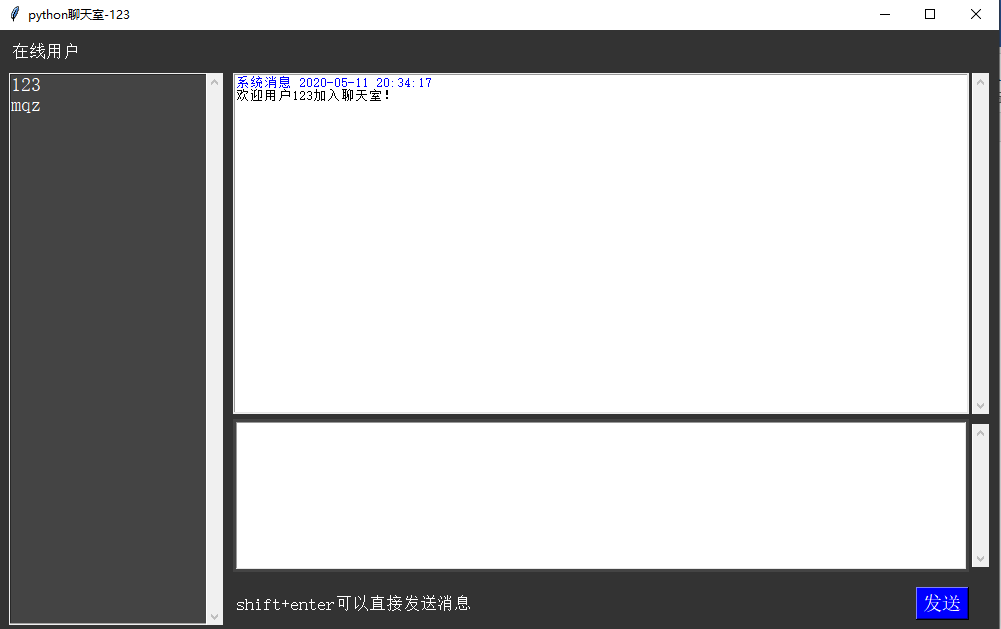 python聊天室-123
在线用户
123
mqz
系统消息 2020-05-11 20:34:17
欢迎用户123加入聊天室!
shift+enter可以直接发送消息
发送